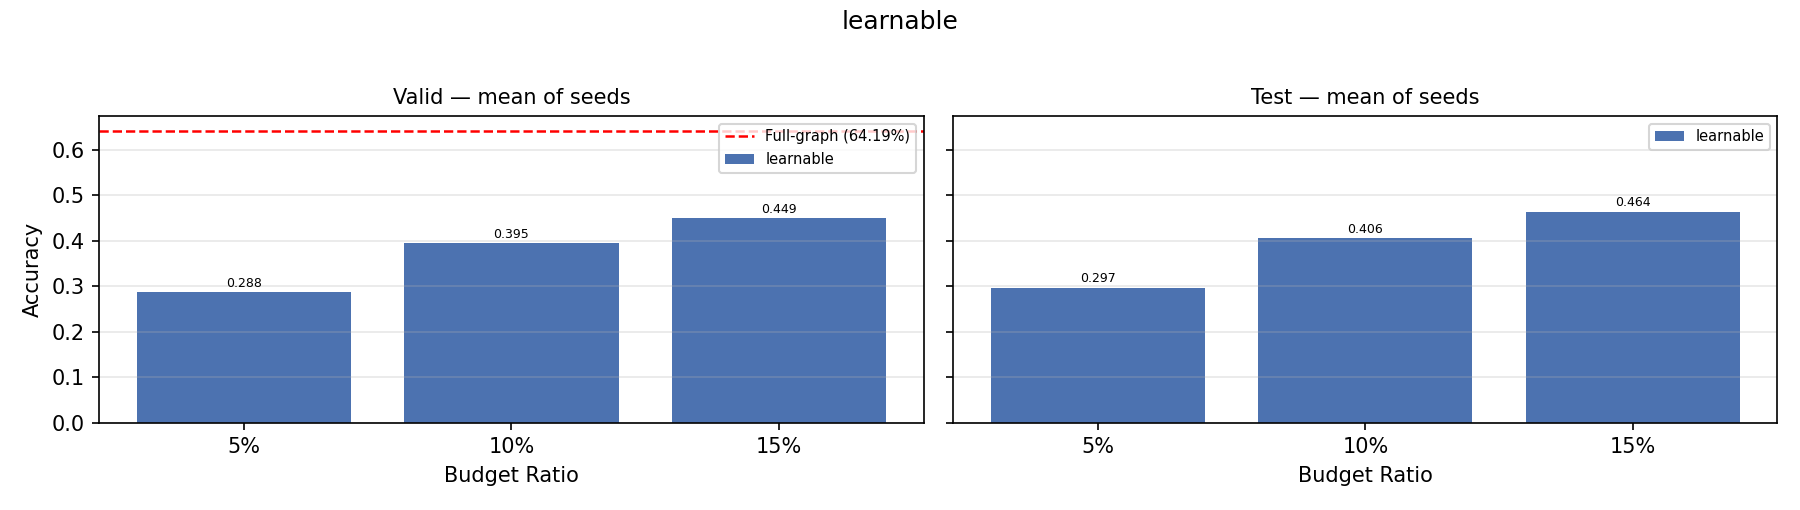 learnable
Valid — mean of seeds
Full-graph (64.19%)
learnable
Accuracy
0.6
0.5
0.4
0.3
0.2
0.1
0.0
0.288
0.395
0.449
5%
10%
15%
Budget Ratio
Test — mean of seeds
learnable
0.297
0.406
0.464
5%
10%
15%
Budget Ratio